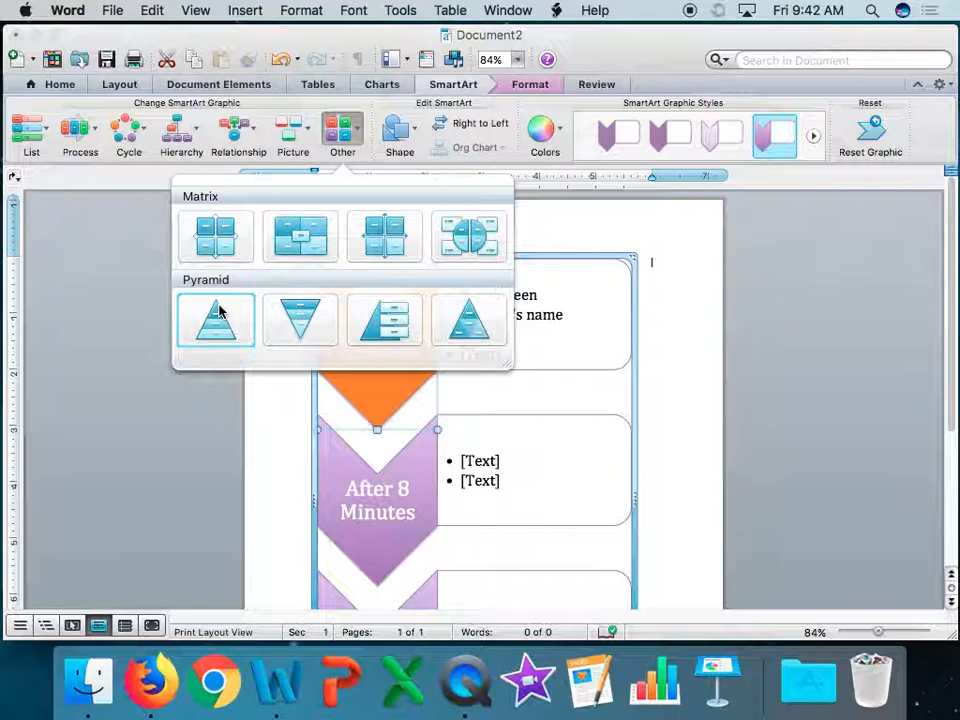 Word File Edit View Insert Format Font Tools Table Window Help Fri 9:42 AM
Document2
84% Search in Document
Home Layout Document Elements Tables Charts SmartArt Format Review
Change SmartArt Graphic Edit SmartArt SmartArt Graphic Styles Reset
List Process Cycle Hierarchy Relationship Picture Other Shape Right to Left Org Chart Colors Reset Graphic
Matrix
Pyramid
een
's name
After 8
Minutes
• [Text]
• [Text]
Print Layout View Sec 1 Pages: 1 of 1 Words: 0 of 0 84%